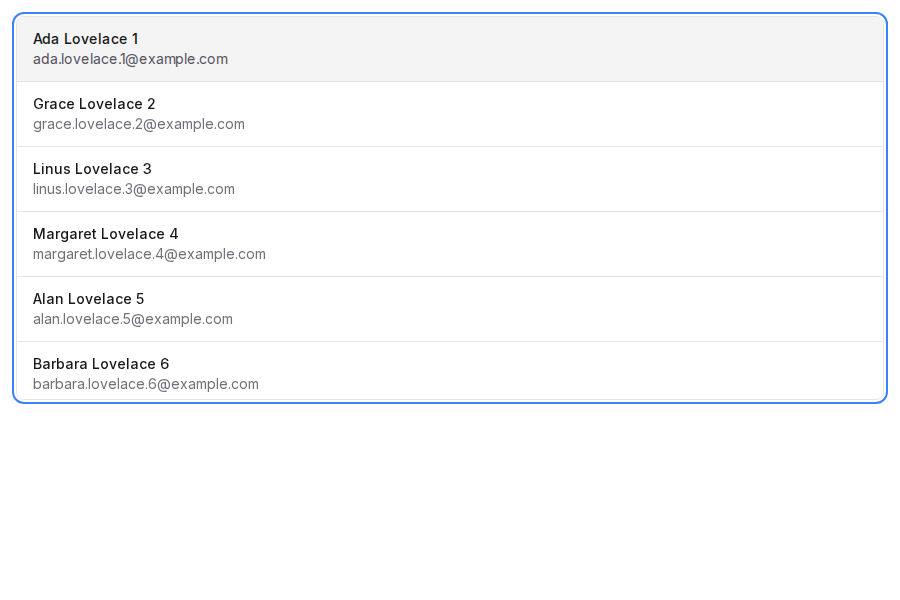 Ada Lovelace 1
ada.lovelace.1@example.com
Grace Lovelace 2
grace.lovelace.2@example.com
Linus Lovelace 3
linus.lovelace.3@example.com
Margaret Lovelace 4
margaret.lovelace.4@example.com
Alan Lovelace 5
alan.lovelace.5@example.com
Barbara Lovelace 6
barbara.lovelace.6@example.com